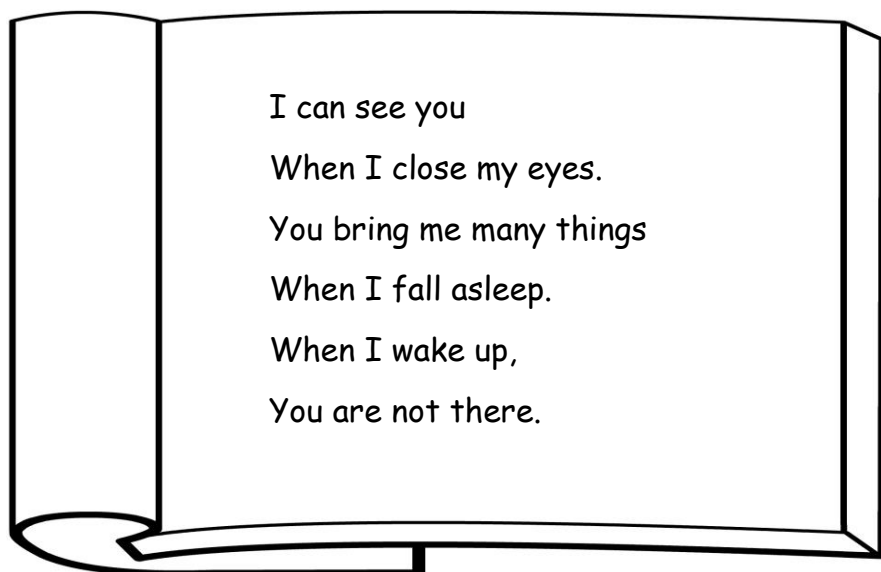 I can see you
When I close my eyes.
You bring me many things
When I fall asleep.
When I wake up,
You are not there.